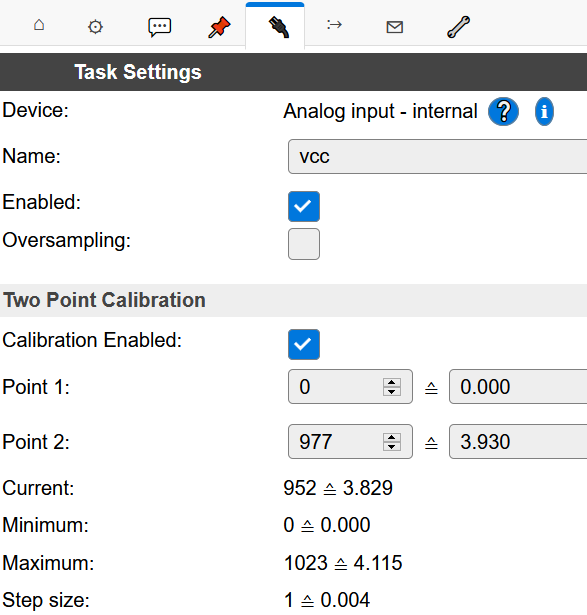 Task Settings
Device: Analog input - internal ? i
Name: vcc
Enabled:
Oversampling:
Two Point Calibration
Calibration Enabled:
Point 1: 0 ≙ 0.000
Point 2: 977 ≙ 3.930
Current: 952 ≙ 3.829
Minimum: 0 ≙ 0.000
Maximum: 1023 ≙ 4.115
Step size: 1 ≙ 0.004